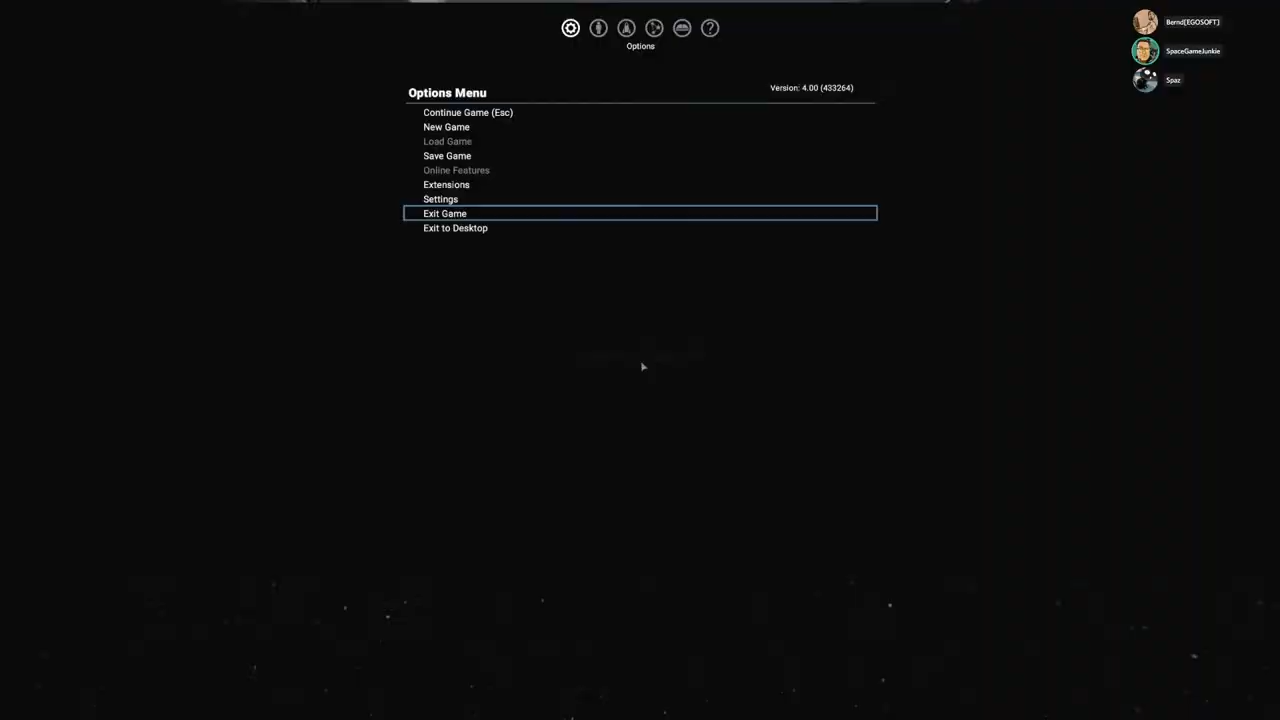 Options
Bernd[EGOSOFT]
SpaceGameJunkie
Spaz
Options Menu
Version: 4.00 (433264)
Continue Game (Esc)
New Game
Load Game
Save Game
Online Features
Extensions
Settings
Exit Game
Exit to Desktop